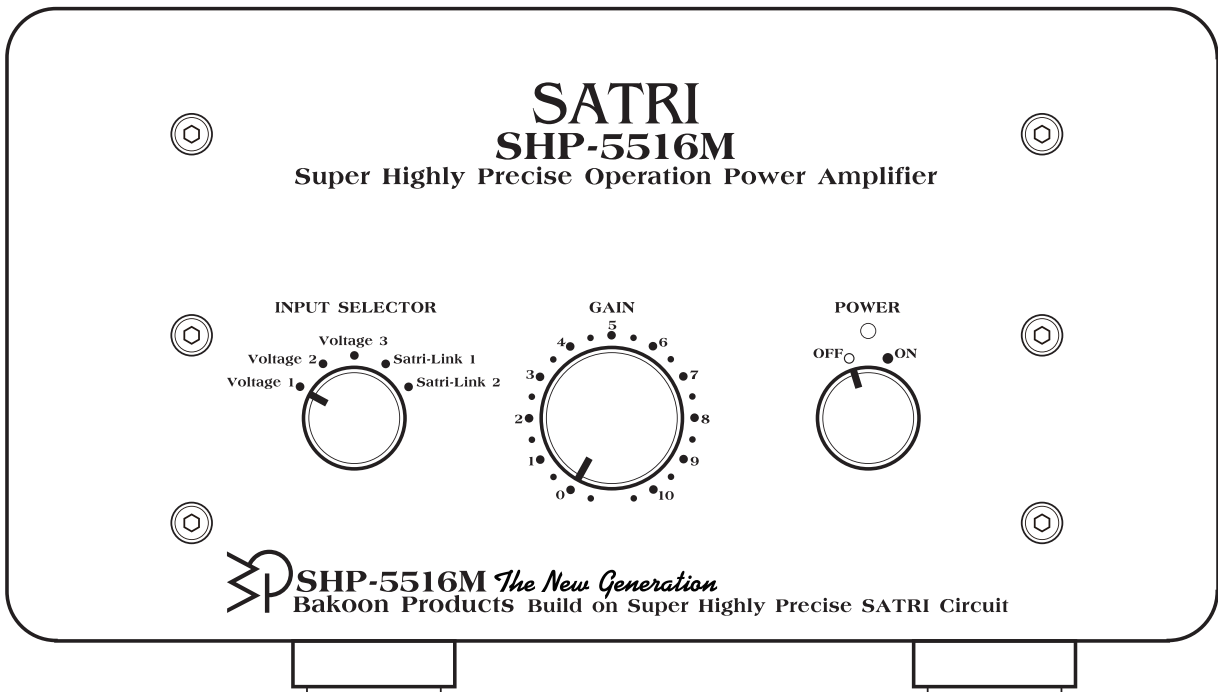 SATRI
SHP-5516M
Super Highly Precise Operation Power Amplifier
INPUT SELECTOR
Voltage 1
Voltage 2
Voltage 3
Satri-Link 1
Satri-Link 2
GAIN
0
1
2
3
4
5
6
7
8
9
10
POWER
OFF
ON
SHP-5516M The New Generation
Bakoon Products Build on Super Highly Precise SATRI Circuit